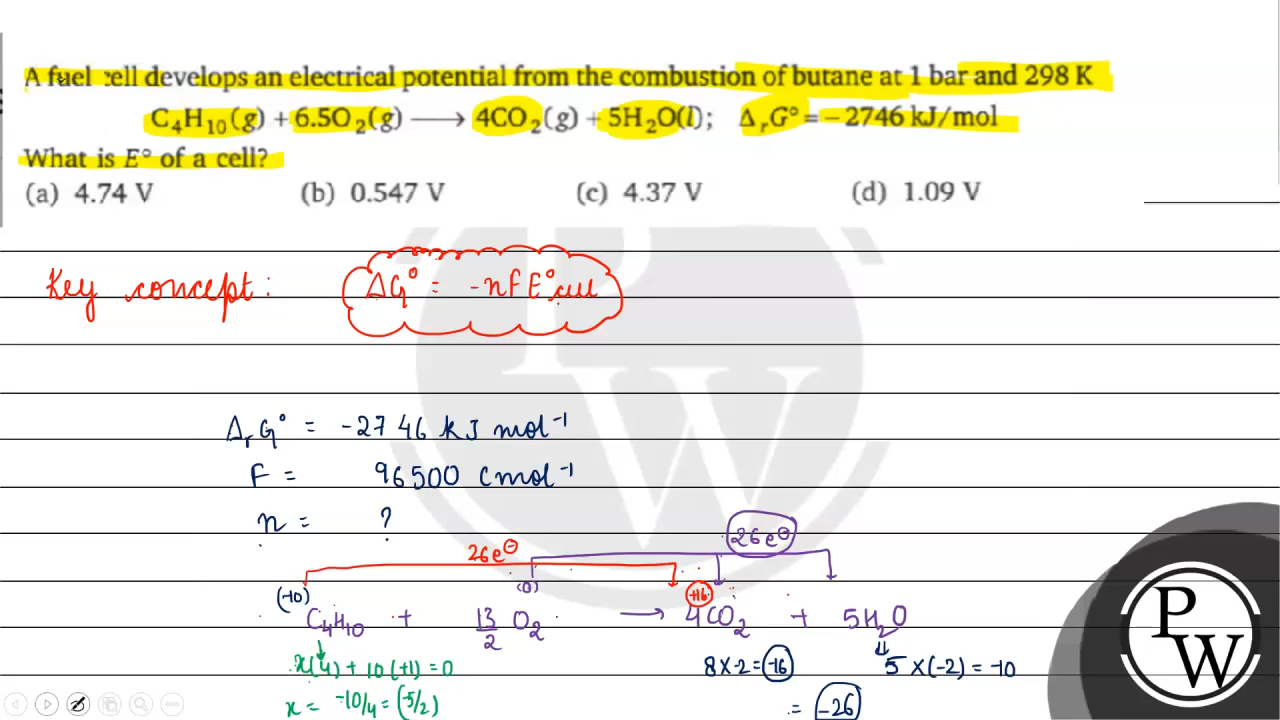 A fuel cell develops an electrical potential from the combustion of butane at 1 bar and 298 K
C₄H₁₀(g) + 6.5O₂(g) ⟶ 4CO₂(g) + 5H₂O(l); ΔᵣG° = − 2746 kJ/mol
What is E° of a cell?
(a) 4.74 V (b) 0.547 V (c) 4.37 V (d) 1.09 V
Key concept: ΔG° = -nFE°cell
ΔᵣG° = -2746 kJ mol⁻¹
F = 96500 C mol⁻¹
n = ?
26e⊖ 26e⊖
(-10) (0) +16
C₄H₁₀ + 13/2 O₂ → 4CO₂ + 5H₂O
x(4) + 10(+1) = 0 8 x -2 = -16 5 x(-2) = -10
x = -10/4 = (-5/2) = -26
P
W
PW